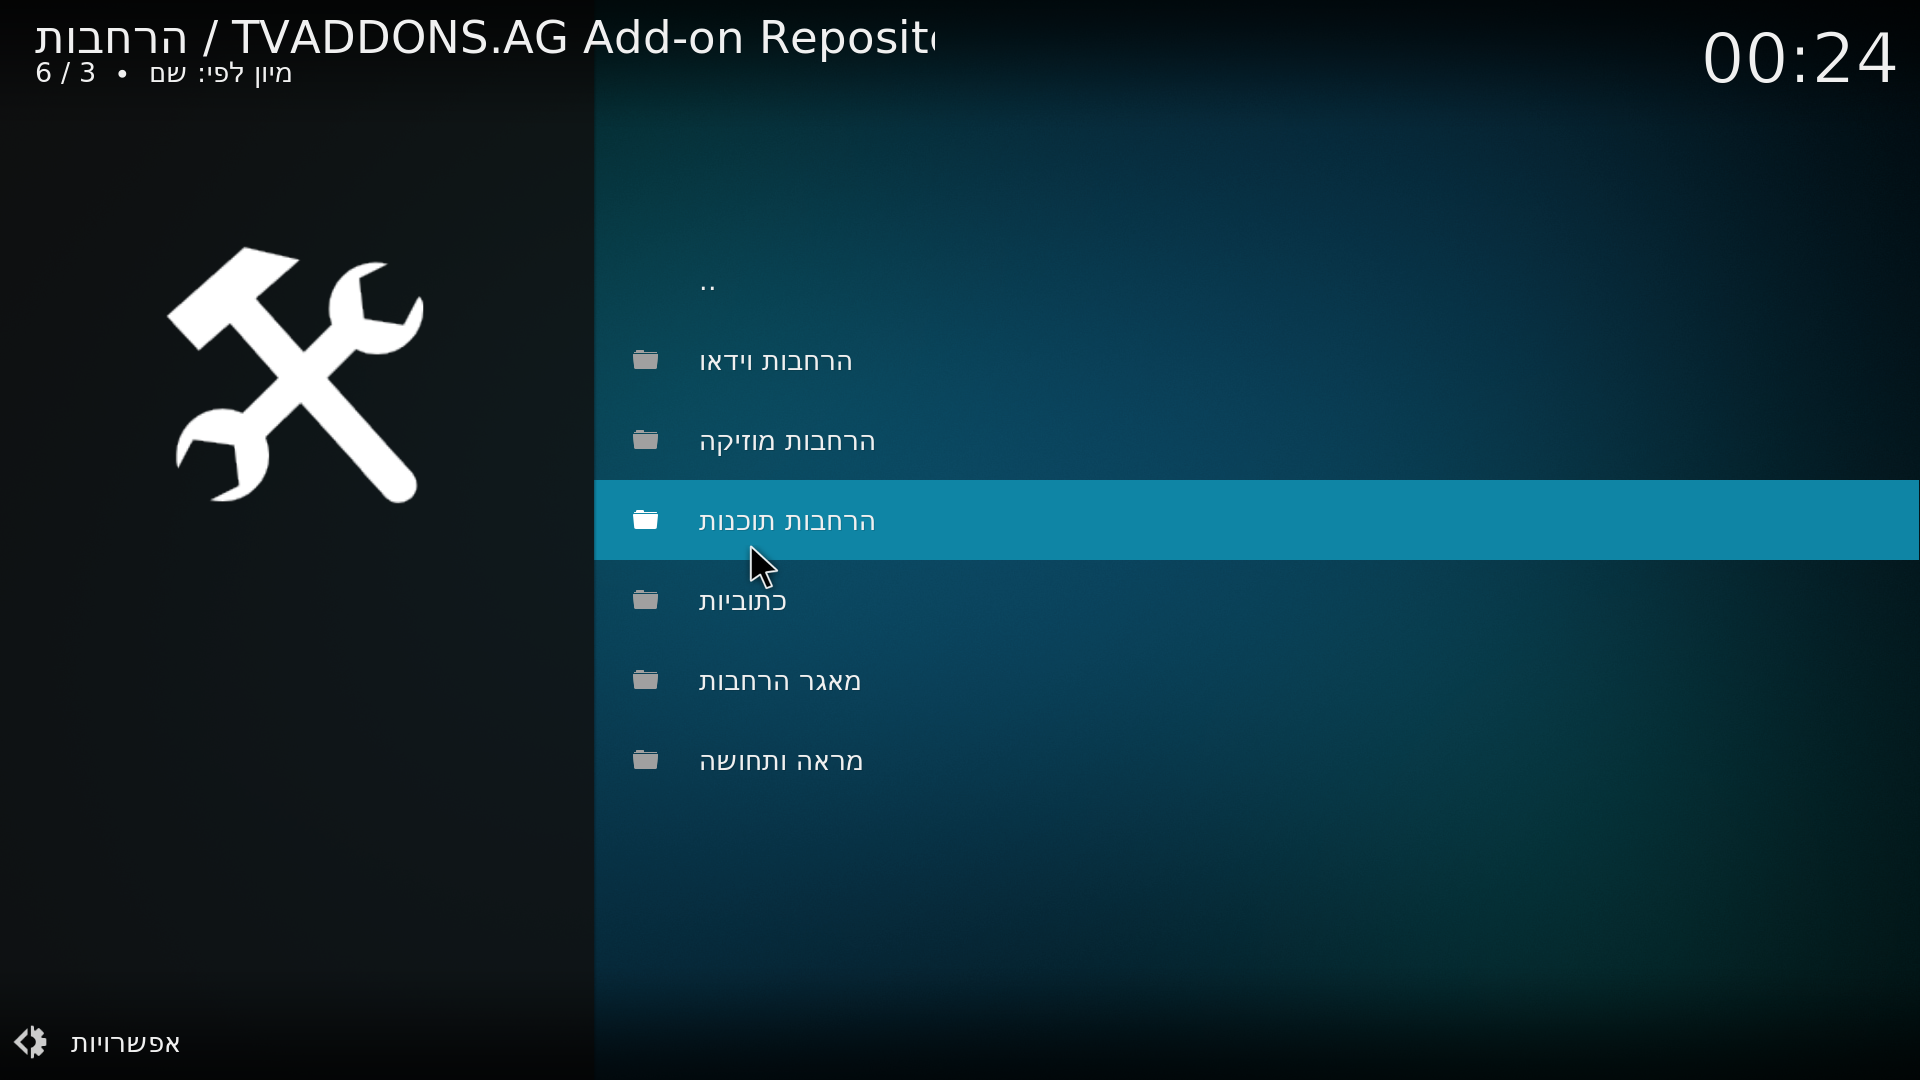 הרחבות / TVADDONS.AG Add-on Reposit
6 / 3 • מיון לפי: שם
00:24
..
הרחבות וידאו
הרחבות מוזיקה
הרחבות תוכנות
כתוביות
מאגר הרחבות
מראה ותחושה
אפשרויות